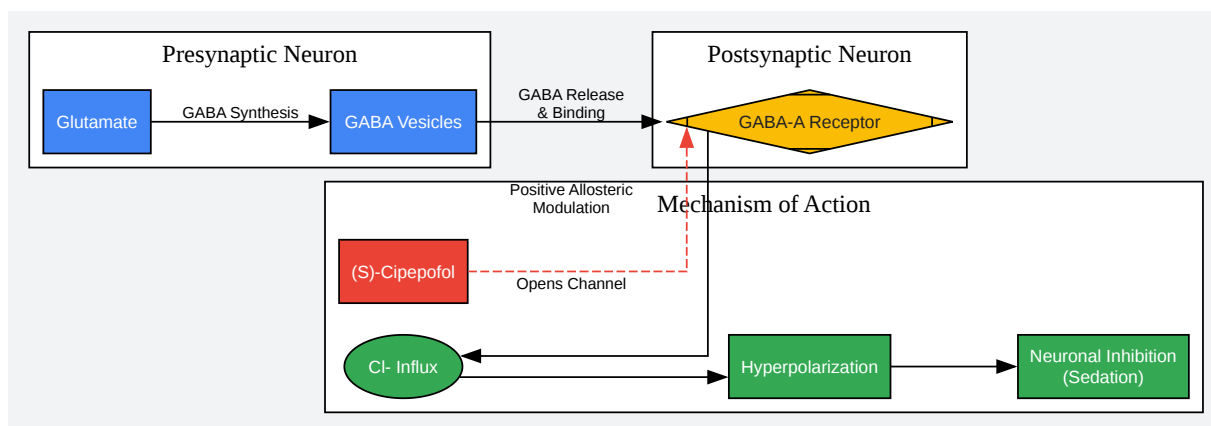 Presynaptic Neuron
Postsynaptic Neuron
Glutamate
GABA Synthesis
GABA Vesicles
GABA Release
& Binding
GABA-A Receptor
Positive Allosteric
Modulation
Mechanism of Action
(S)-Cipepofol
Opens Channel
Cl- Influx
Hyperpolarization
Neuronal Inhibition
(Sedation)